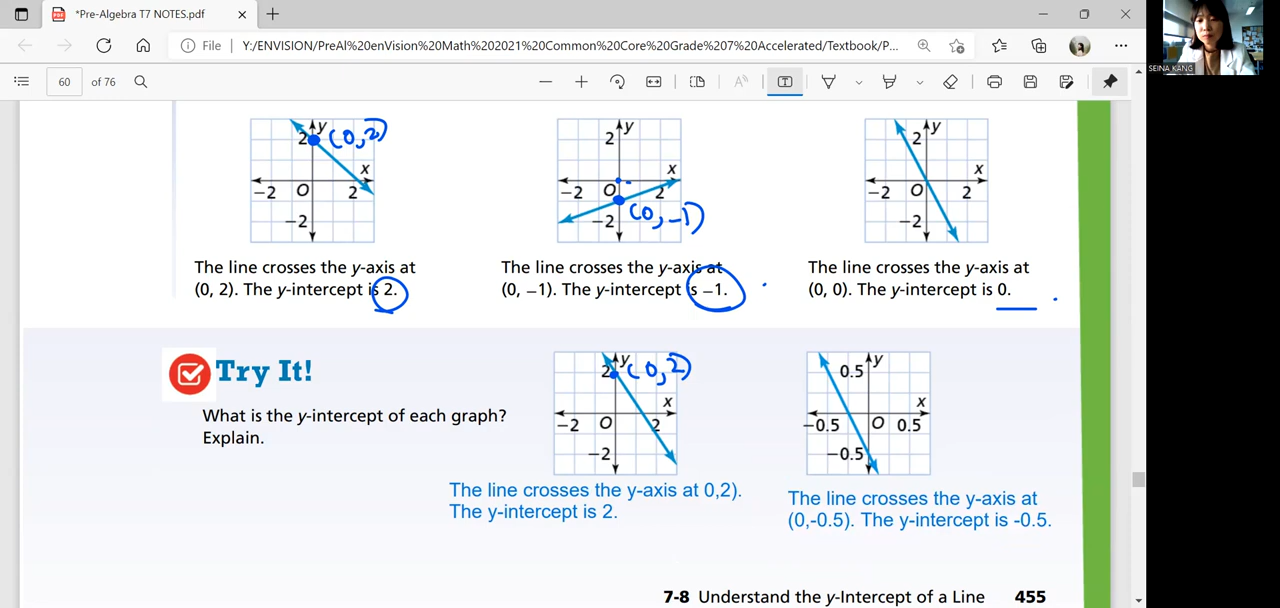 *Pre-Algebra T7 NOTES.pdf
PDF
File
Y:/ENVISION/PreAl%20enVision%20Math%202021%20Common%20Core%20Grade%207%20Accelerated/Textbook/P...
SEINA KANG
60 of 76
y
2
(0, 2)
x
-2 O 2
-2
y
2
x
-2 O 2
(0, -1)
-2
y
2
x
-2 O 2
-2
The line crosses the y-axis at
(0, 2). The y-intercept is 2.
The line crosses the y-axis at
(0, −1). The y-intercept is −1.
The line crosses the y-axis at
(0, 0). The y-intercept is 0.
Try It!
What is the y-intercept of each graph?
Explain.
y
2
(0, 2)
x
-2 O 2
-2
y
0.5
x
-0.5 O 0.5
-0.5
The line crosses the y-axis at 0,2).
The y-intercept is 2.
The line crosses the y-axis at
(0,-0.5). The y-intercept is -0.5.
7-8 Understand the y-Intercept of a Line 455